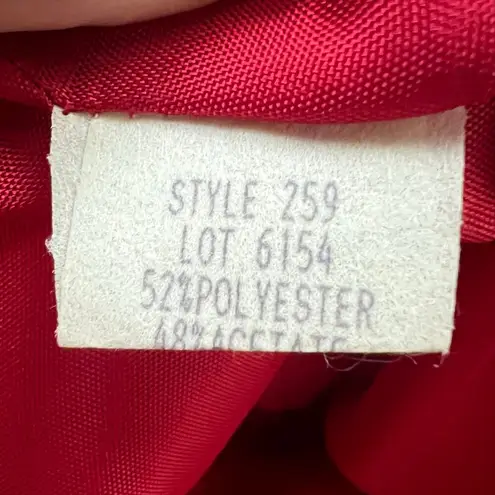 STYLE 259
LOT 6154
52%POLYESTER
48%ACETATE